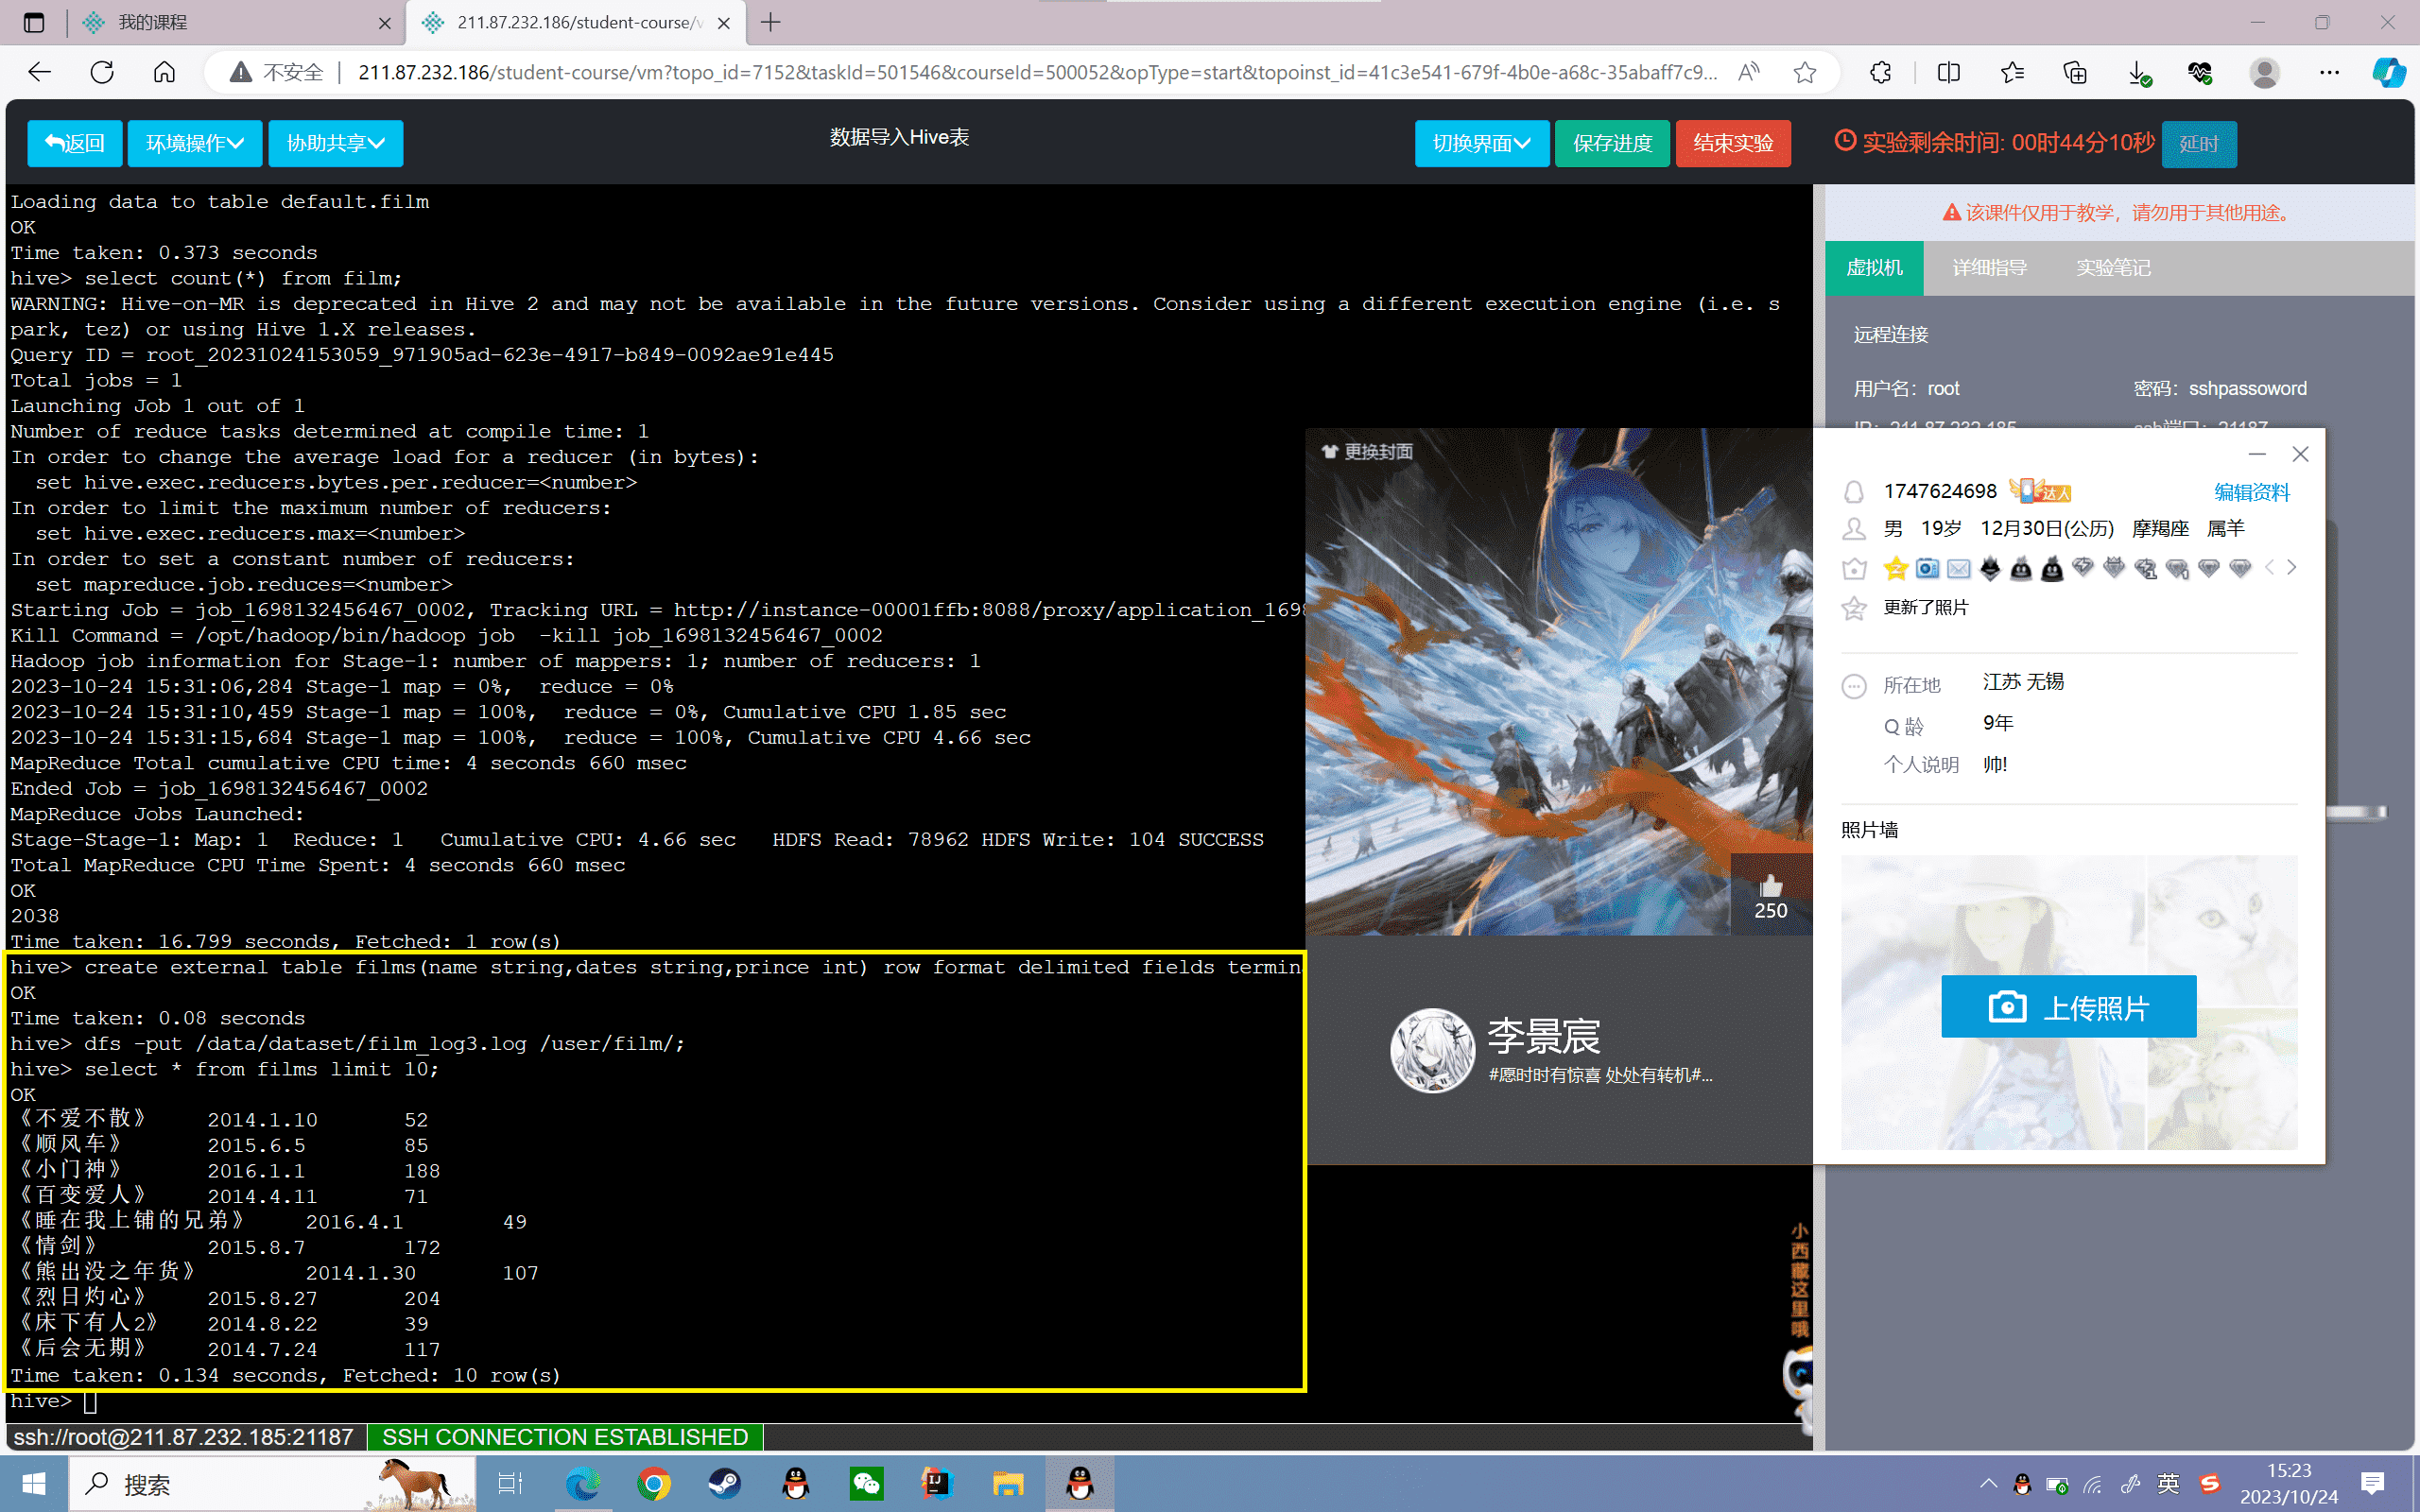 我的课程
211.87.232.186/student-course/v
不安全
211.87.232.186/student-course/vm?topo_id=7152&taskId=501546&courseId=500052&opType=start&topoinst_id=41c3e541-679f-4b0e-a68c-35abaff7c9...
返回
环境操作
协助共享
数据导入Hive表
切换界面
保存进度
结束实验
实验剩余时间: 00时44分10秒
延时
Loading data to table default.film
OK
Time taken: 0.373 seconds
hive> select count(*) from film;
WARNING: Hive-on-MR is deprecated in Hive 2 and may not be available in the future versions. Consider using a different execution engine (i.e. s
park, tez) or using Hive 1.X releases.
Query ID = root_20231024153059_971905ad-623e-4917-b849-0092ae91e445
Total jobs = 1
Launching Job 1 out of 1
Number of reduce tasks determined at compile time: 1
In order to change the average load for a reducer (in bytes):
  set hive.exec.reducers.bytes.per.reducer=<number>
In order to limit the maximum number of reducers:
  set hive.exec.reducers.max=<number>
In order to set a constant number of reducers:
  set mapreduce.job.reduces=<number>
Starting Job = job_1698132456467_0002, Tracking URL = http://instance-00001ffb:8088/proxy/application_1698
Kill Command = /opt/hadoop/bin/hadoop job  -kill job_1698132456467_0002
Hadoop job information for Stage-1: number of mappers: 1; number of reducers: 1
2023-10-24 15:31:06,284 Stage-1 map = 0%,  reduce = 0%
2023-10-24 15:31:10,459 Stage-1 map = 100%,  reduce = 0%, Cumulative CPU 1.85 sec
2023-10-24 15:31:15,684 Stage-1 map = 100%,  reduce = 100%, Cumulative CPU 4.66 sec
MapReduce Total cumulative CPU time: 4 seconds 660 msec
Ended Job = job_1698132456467_0002
MapReduce Jobs Launched:
Stage-Stage-1: Map: 1  Reduce: 1   Cumulative CPU: 4.66 sec   HDFS Read: 78962 HDFS Write: 104 SUCCESS
Total MapReduce CPU Time Spent: 4 seconds 660 msec
OK
2038
Time taken: 16.799 seconds, Fetched: 1 row(s)
hive> create external table films(name string,dates string,prince int) row format delimited fields termin
OK
Time taken: 0.08 seconds
hive> dfs -put /data/dataset/film_log3.log /user/film/;
hive> select * from films limit 10;
OK
《不爱不散》 2014.1.10 52
《顺风车》 2015.6.5 85
《小门神》 2016.1.1 188
《百变爱人》 2014.4.11 71
《睡在我上铺的兄弟》 2016.4.1 49
《情剑》 2015.8.7 172
《熊出没之年货》 2014.1.30 107
《烈日灼心》 2015.8.27 204
《床下有人2》 2014.8.22 39
《后会无期》 2014.7.24 117
Time taken: 0.134 seconds, Fetched: 10 row(s)
hive>
ssh://root@211.87.232.185:21187
SSH CONNECTION ESTABLISHED
该课件仅用于教学，请勿用于其他用途。
虚拟机 详细指导 实验笔记
远程连接
用户名：root 密码：sshpassoword
更换封面
250
李景宸
#愿时时有惊喜 处处有转机#...
1747624698
达人
编辑资料
男 19岁 12月30日(公历) 摩羯座 属羊
更新了照片
所在地 江苏 无锡
Q 龄 9年
个人说明 帅!
照片墙
上传照片
小西藏这里哦
搜索
英
15:23
2023/10/24